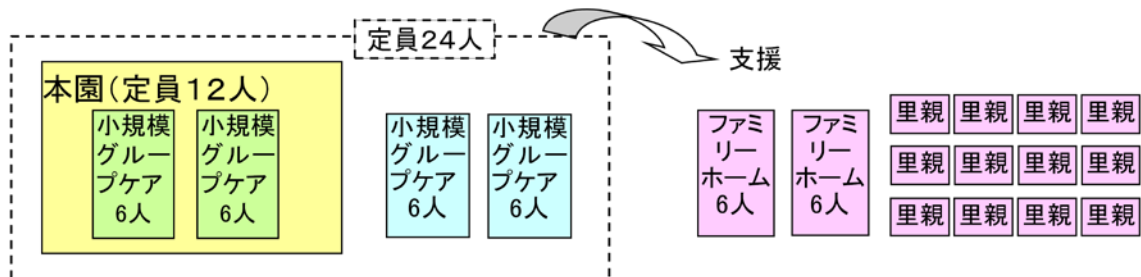 定員24人
支援
本園(定員12人)
小規模
グルー
プケア
6人
小規模
グルー
プケア
6人
小規模
グルー
プケア
6人
小規模
グルー
プケア
6人
ファミ
リー
ホーム
6人
ファミ
リー
ホーム
6人
里親 里親 里親 里親
里親 里親 里親 里親
里親 里親 里親 里親